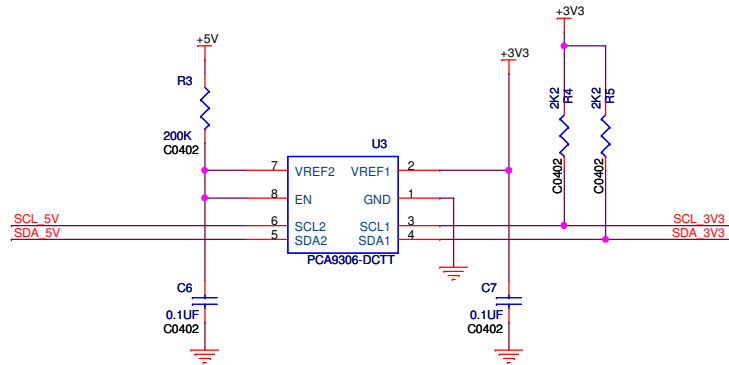 +3V3
+5V
+3V3
R3
200K
C0402
2K2
R4
C0402
2K2
R5
C0402
U3
7
VREF2
VREF1
2
8
EN
GND
1
SCL_5V
6
SCL2
SCL1
3
SCL_3V3
SDA_5V
5
SDA2
SDA1
4
SDA_3V3
PCA9306-DCTT
C6
0.1UF
C0402
C7
0.1UF
C0402